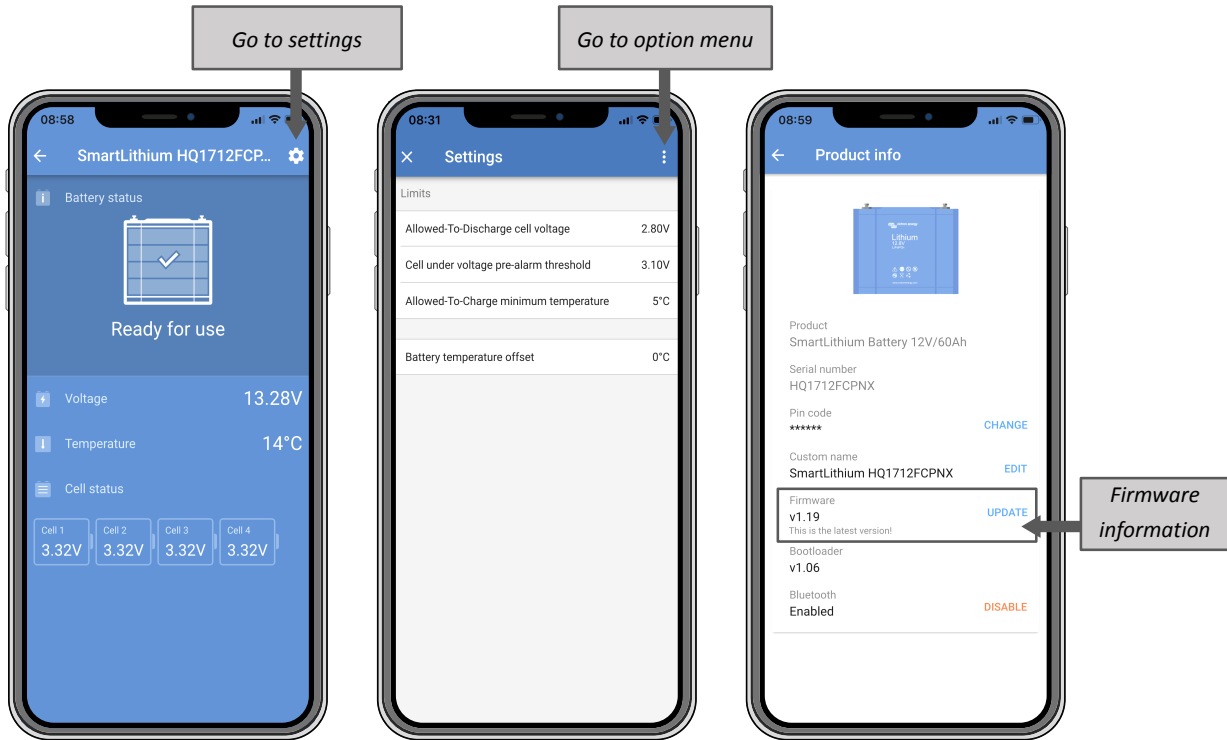 Go to settings
Go to option menu
08:58
SmartLithium HQ1712FCP...
Battery status
Ready for use
Voltage 13.28V
Temperature 14°C
Cell status
Cell 1 Cell 2 Cell 3 Cell 4
3.32V 3.32V 3.32V 3.32V
08:31
Settings
Limits
Allowed-To-Discharge cell voltage 2.80V
Cell under voltage pre-alarm threshold 3.10V
Allowed-To-Charge minimum temperature 5°C
Battery temperature offset 0°C
08:59
Product info
Lithium
12.8V
Product
SmartLithium Battery 12V/60Ah
Serial number
HQ1712FCPNX
Pin code
****** CHANGE
Custom name
SmartLithium HQ1712FCPNX EDIT
Firmware
v1.19 UPDATE
This is the latest version!
Bootloader
v1.06
Bluetooth
Enabled DISABLE
Firmware
information